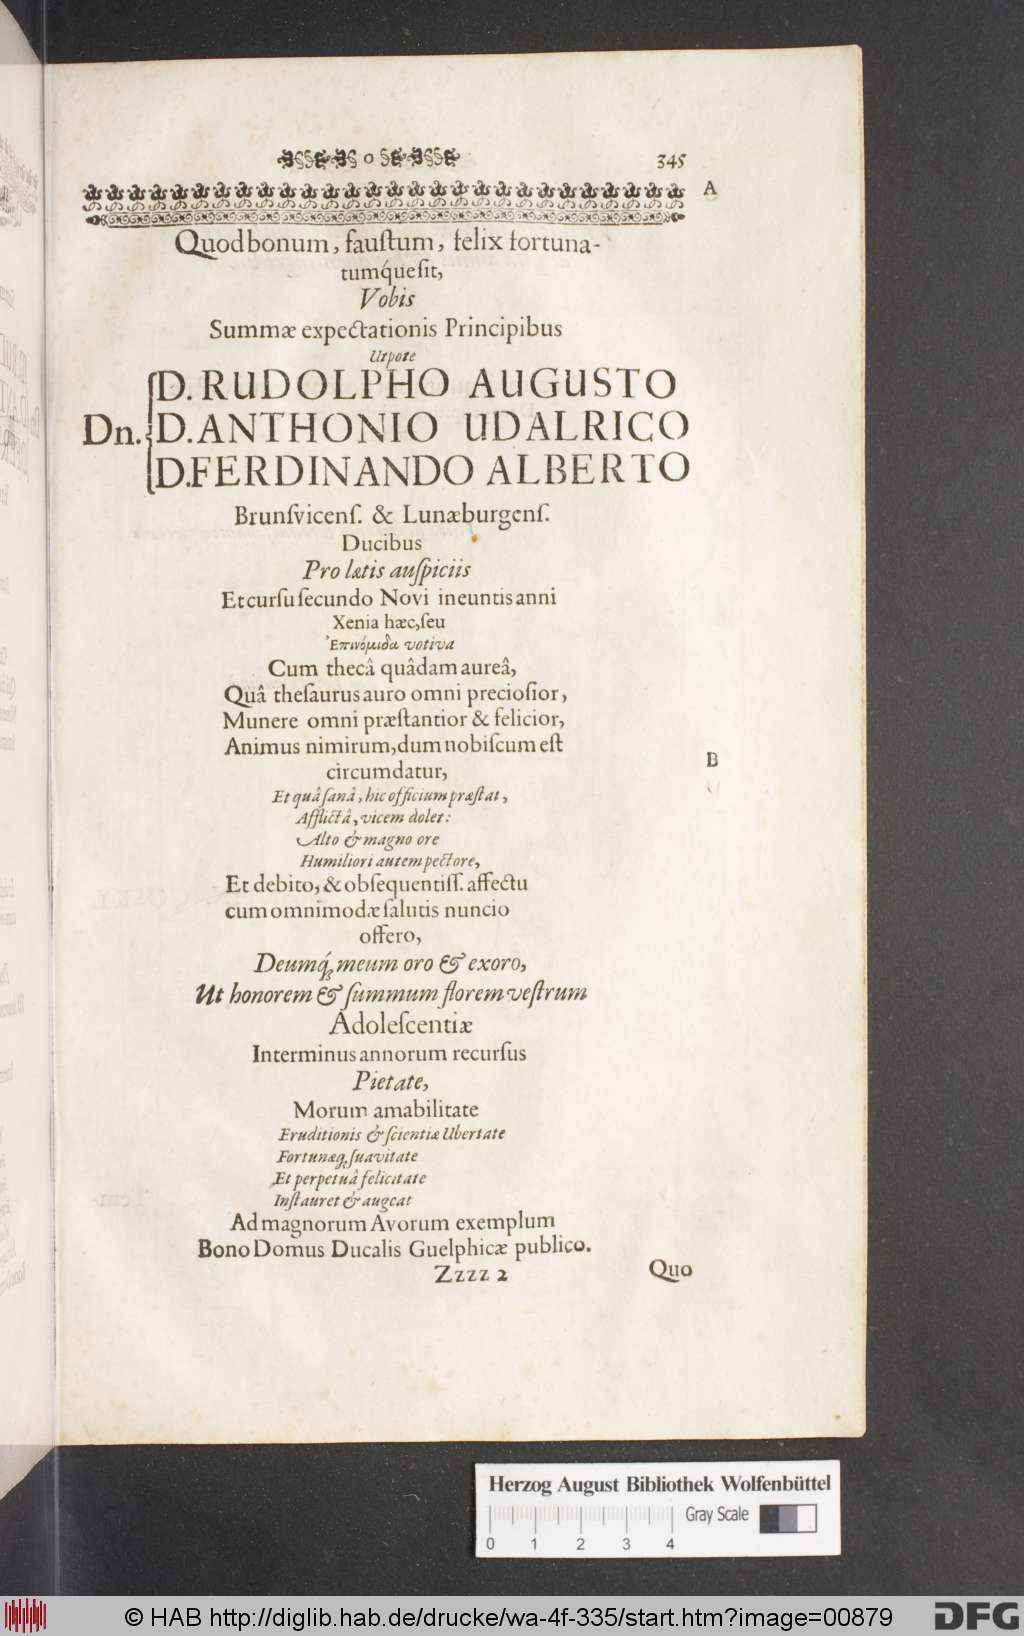 345
A
Quod bonum, faustum, felix fortuna-
tumq́ue sit,
Vobis
Summæ expectationis Principibus
Utpote
D. RUDOLPHO AUGUSTO
Dn. D. ANTHONIO UDALRICO
D. FERDINANDO ALBERTO
Brunſvicenſ. & Lunæburgenſ.
Ducibus
Pro lætis auſpiciis
Et curſu ſecundo Novi ineuntis anni
Xenia hæc, ſeu
Ἐπινόμιδα votiva
Cum thecâ quâdam aureâ,
Quâ theſaurus auro omni precioſior,
Munere omni præſtantior & felicior,
Animus nimirum, dum nobiſcum eſt
B
circumdatur,
Et quâ ſanâ, hic officium præſtat,
Afflictâ, vicem dolet:
Alto & magno ore
Humiliori autem pectore,
Et debito, & obſequentiſſ. affectu
cum omnimodæ ſalutis nuncio
offero,
Deumq́; meum oro & exoro,
Ut honorem & ſummum florem veſtrum
Adoleſcentiæ
Interminus annorum recurſus
Pietate,
Morum amabilitate
Eruditionis & ſcientiæ Ubertate
Fortunæq; ſuavitate
Et perpetuâ felicitate
Inſtauret & augeat
Ad magnorum Avorum exemplum
Bono Domus Ducalis Guelphicæ publico.
Zzzz 2
Quo
Herzog August Bibliothek Wolfenbüttel
Gray Scale
0 1 2 3 4
© HAB http://diglib.hab.de/drucke/wa-4f-335/start.htm?image=00879
DFG